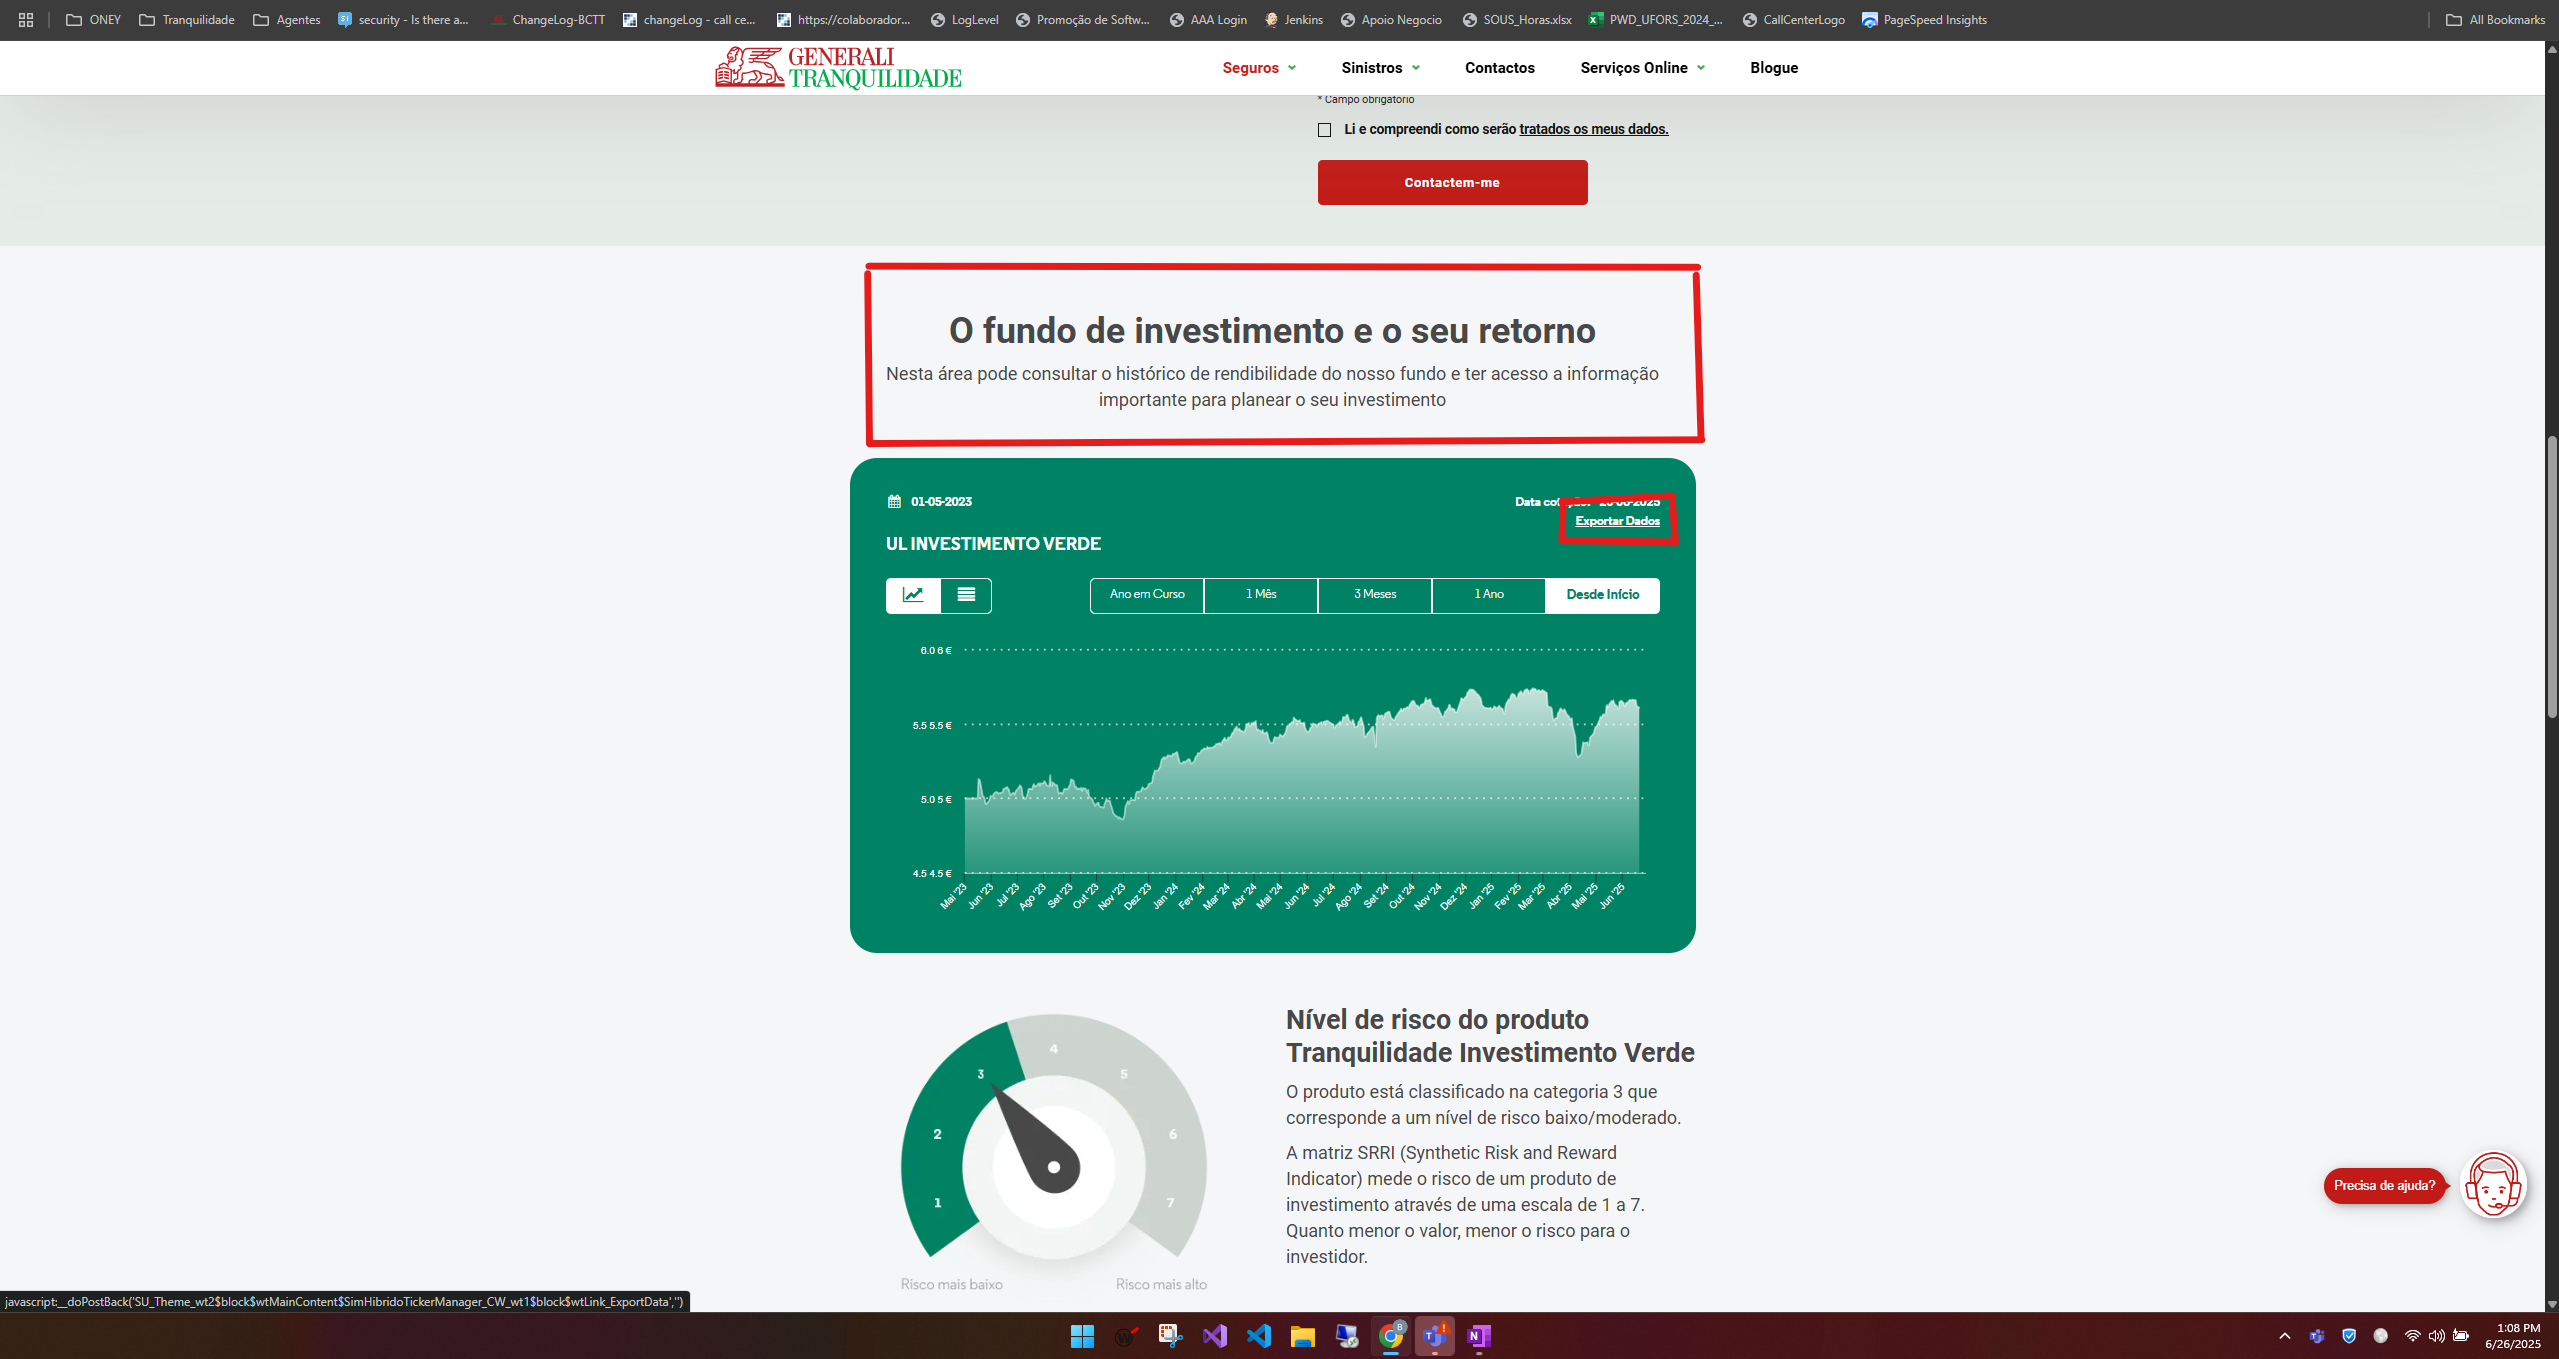 ONEY Tranquilidade Agentes security - Is there a... ChangeLog-BCTT changeLog - call ce... https://colaborador... LogLevel Promoção de Softw... AAA Login Jenkins Apoio Negocio SOUS_Horas.xlsx PWD_UFORS_2024_... CallCenterLogo PageSpeed Insights All Bookmarks
GENERALI
TRANQUILIDADE
Seguros Sinistros Contactos Serviços Online Blogue
* Campo obrigatório
Li e compreendi como serão tratados os meus dados.
Contactem-me
O fundo de investimento e o seu retorno
Nesta área pode consultar o histórico de rendibilidade do nosso fundo e ter acesso a informação
importante para planear o seu investimento
01-05-2023
Data
Exportar Dados
UL INVESTIMENTO VERDE
Ano em Curso 1 Mês 3 Meses 1 Ano Desde Início
6.0 6 €
5.5 5.5 €
5.0 5 €
4.5 4.5 €
Mai '23 Jun '23 Jul '23 Ago '23 Set '23 Out '23 Nov '23 Dez '23 Jan '24 Fev '24 Mar '24 Abr '24 Mai '24 Jun '24 Jul '24 Ago '24 Set '24 Out '24 Nov '24 Dez '24 Jan '25 Fev '25 Mar '25 Abr '25 Mai '25 Jun '25
1
2
3
4
5
6
7
Risco mais baixo
Risco mais alto
Nível de risco do produto
Tranquilidade Investimento Verde
O produto está classificado na categoria 3 que
corresponde a um nível de risco baixo/moderado.
A matriz SRRI (Synthetic Risk and Reward
Indicator) mede o risco de um produto de
investimento através de uma escala de 1 a 7.
Quanto menor o valor, menor o risco para o
investidor.
Precisa de ajuda?
javascript:__doPostBack('SU_Theme_wt2$block$wtMainContent$SimHibridoTickerManager_CW_wt1$block$wtLink_ExportData','')
1:08 PM
6/26/2025